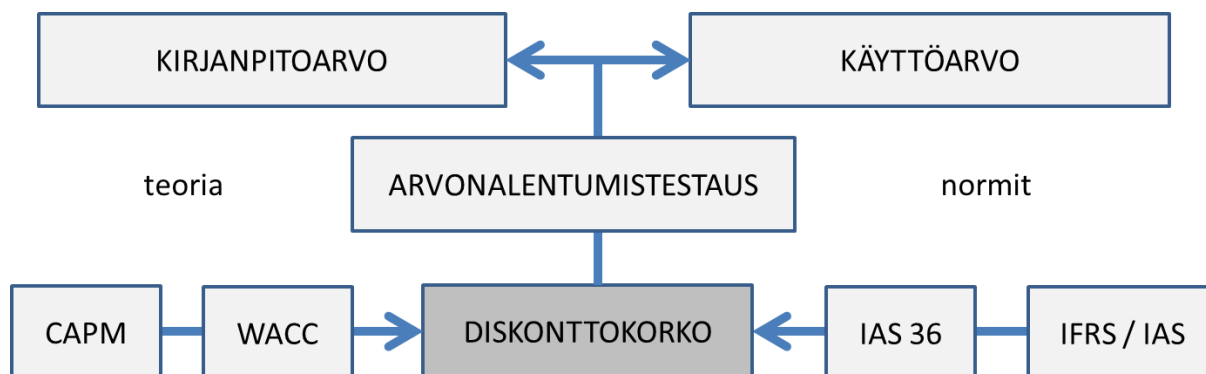 KIRJANPITOARVO
KÄYTTÖARVO
teoria
ARVONALENTUMISTESTAUS
normit
CAPM
WACC
DISKONTTOKORKO
IAS 36
IFRS / IAS